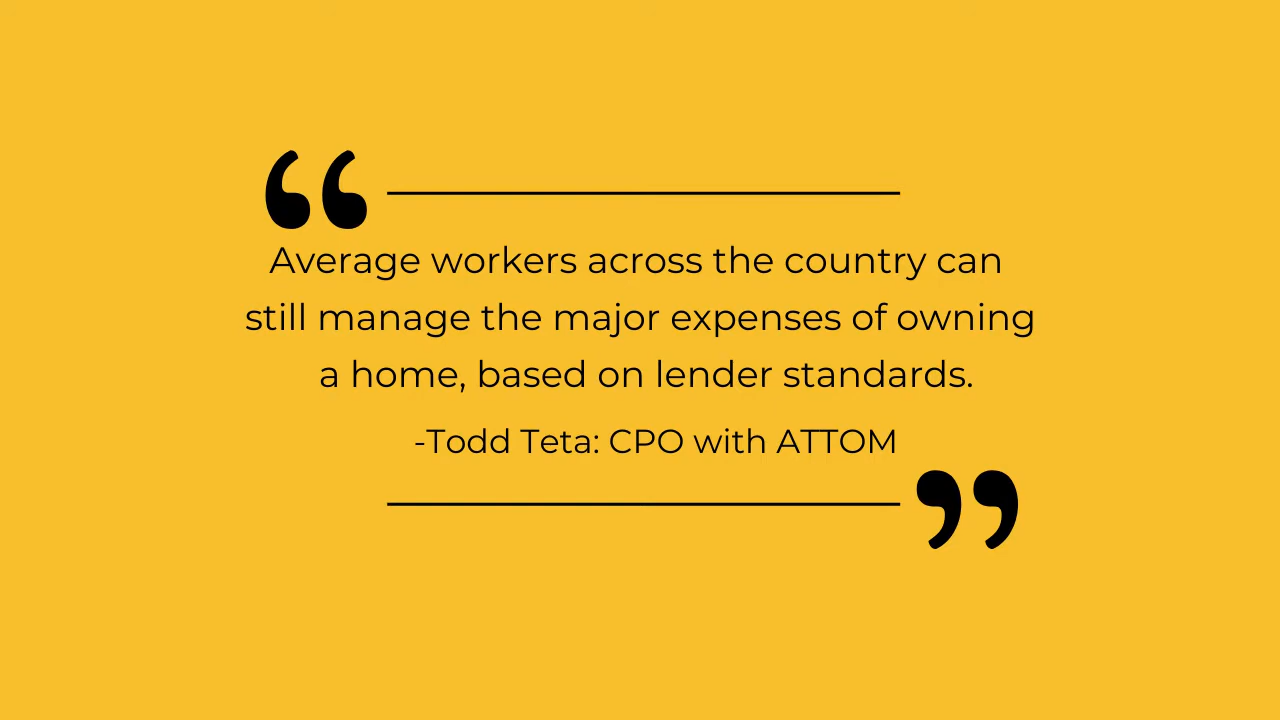 “
Average workers across the country can
still manage the major expenses of owning
a home, based on lender standards.
-Todd Teta: CPO with ATTOM
”